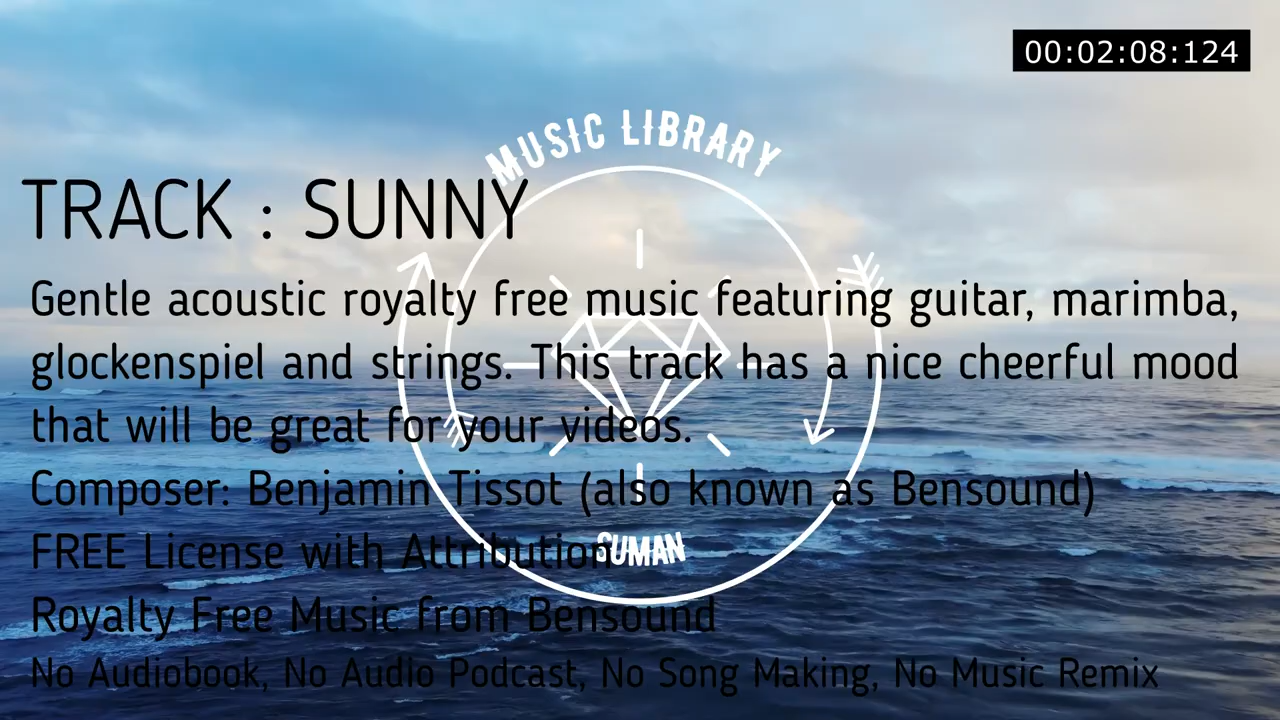 00:02:08:124
MUSIC LIBRARY
TRACK : SUNNY
Gentle acoustic royalty free music featuring guitar, marimba,
glockenspiel and strings. This track has a nice cheerful mood
that will be great for your videos.
Composer: Benjamin Tissot (also known as Bensound)
FREE License with Attribution
SUMAN
Royalty Free Music from Bensound
No Audiobook, No Audio Podcast, No Song Making, No Music Remix